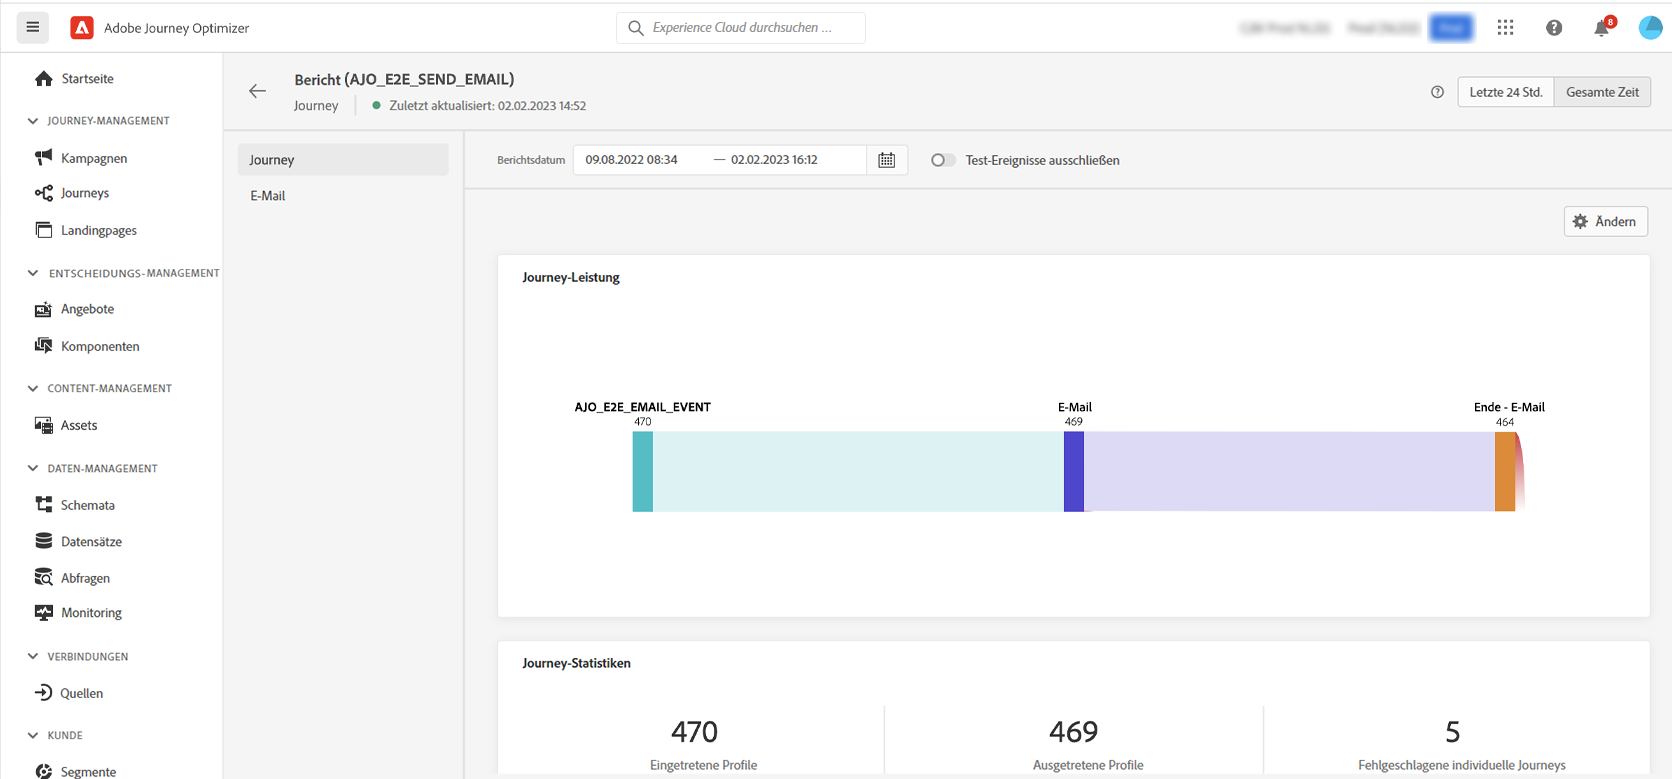 Adobe Journey Optimizer
Experience Cloud durchsuchen ...
8
Startseite
JOURNEY-MANAGEMENT
Kampagnen
Journeys
Landingpages
ENTSCHEIDUNGS-MANAGEMENT
Angebote
Komponenten
CONTENT-MANAGEMENT
Assets
DATEN-MANAGEMENT
Schemata
Datensätze
Abfragen
Monitoring
VERBINDUNGEN
Quellen
KUNDE
Segmente
Bericht (AJO_E2E_SEND_EMAIL)
Journey
Zuletzt aktualisiert: 02.02.2023 14:52
Letzte 24 Std.
Gesamte Zeit
Journey
E-Mail
Berichtsdatum
09.08.2022 08:34 — 02.02.2023 16:12
Test-Ereignisse ausschließen
Ändern
Journey-Leistung
AJO_E2E_EMAIL_EVENT
470
E-Mail
469
Ende - E-Mail
464
Journey-Statistiken
470
Eingetretene Profile
469
Ausgetretene Profile
5
Fehlgeschlagene individuelle Journeys